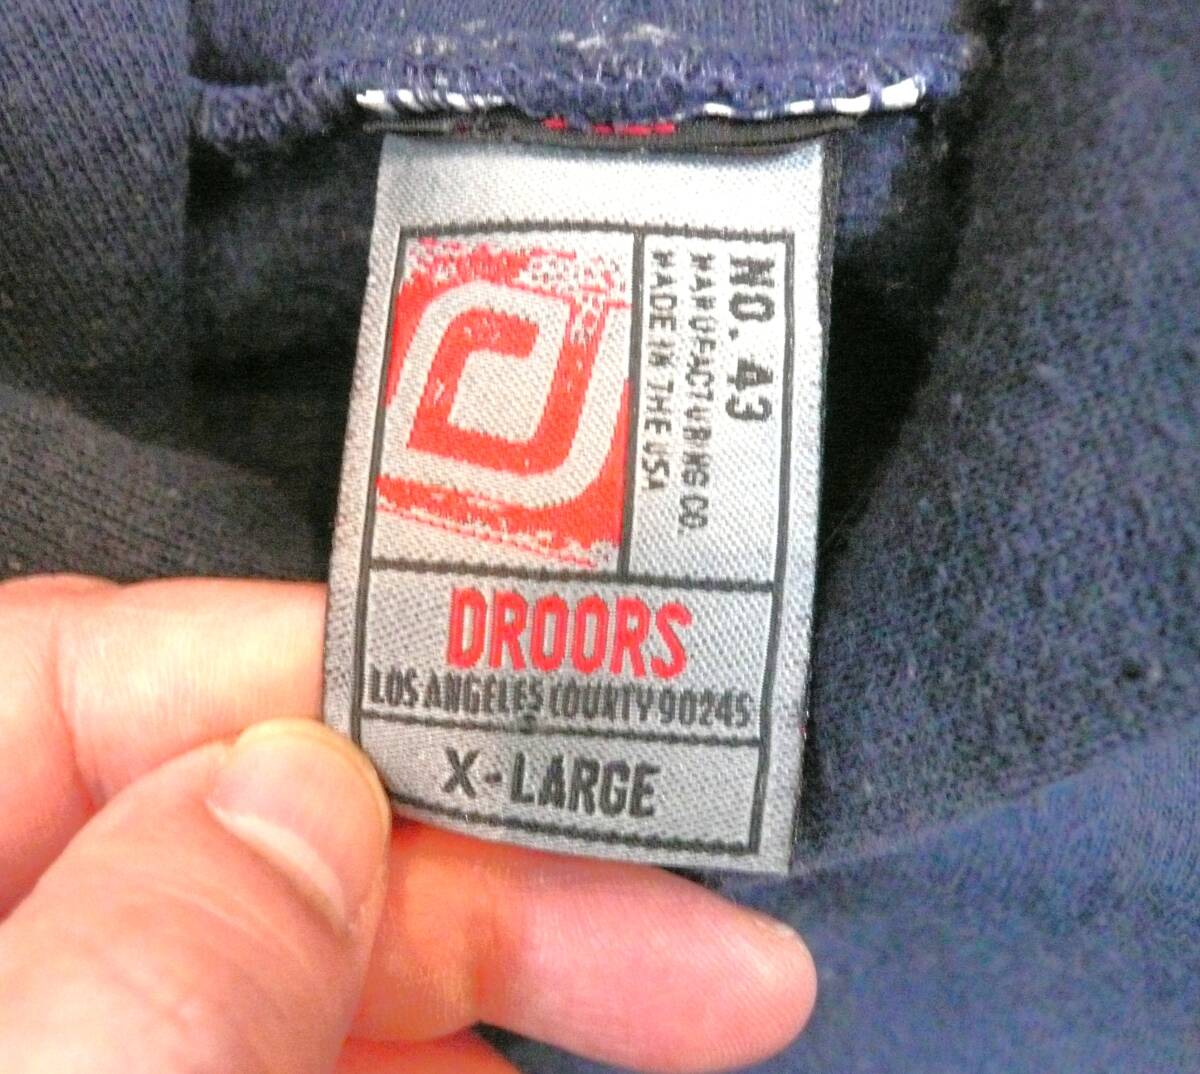 NO. 43
MANUFACTURING CO.
MADE IN THE USA
DROORS
LOS ANGELES COUNTY 90245
X-LARGE